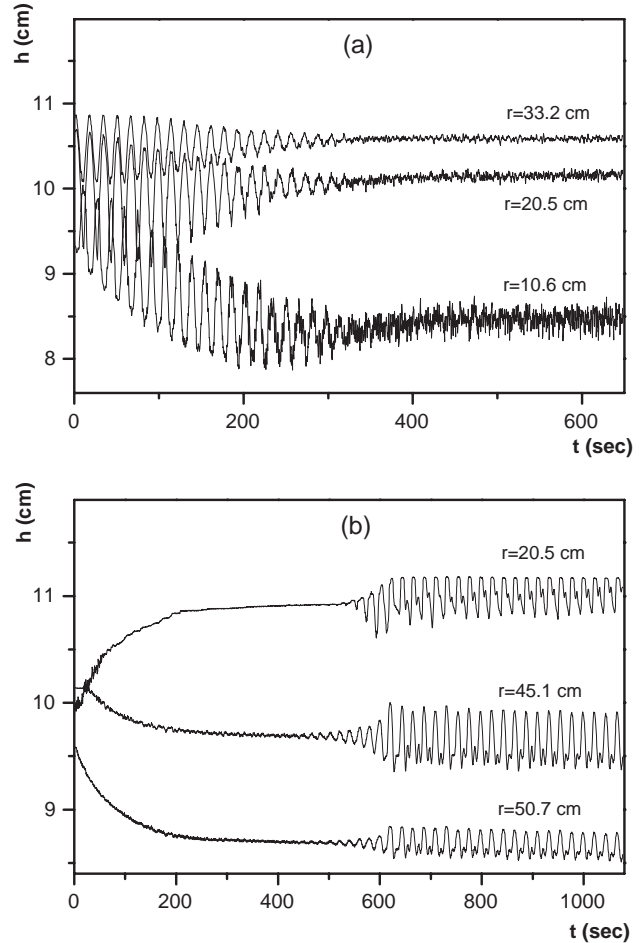 h (cm)
(a)
11
r=33.2 cm
10
r=20.5 cm
9
r=10.6 cm
8
0 200 400 600
t (sec)
h (cm)
(b)
r=20.5 cm
11
r=45.1 cm
10
9
r=50.7 cm
0 200 400 600 800 1000
t (sec)